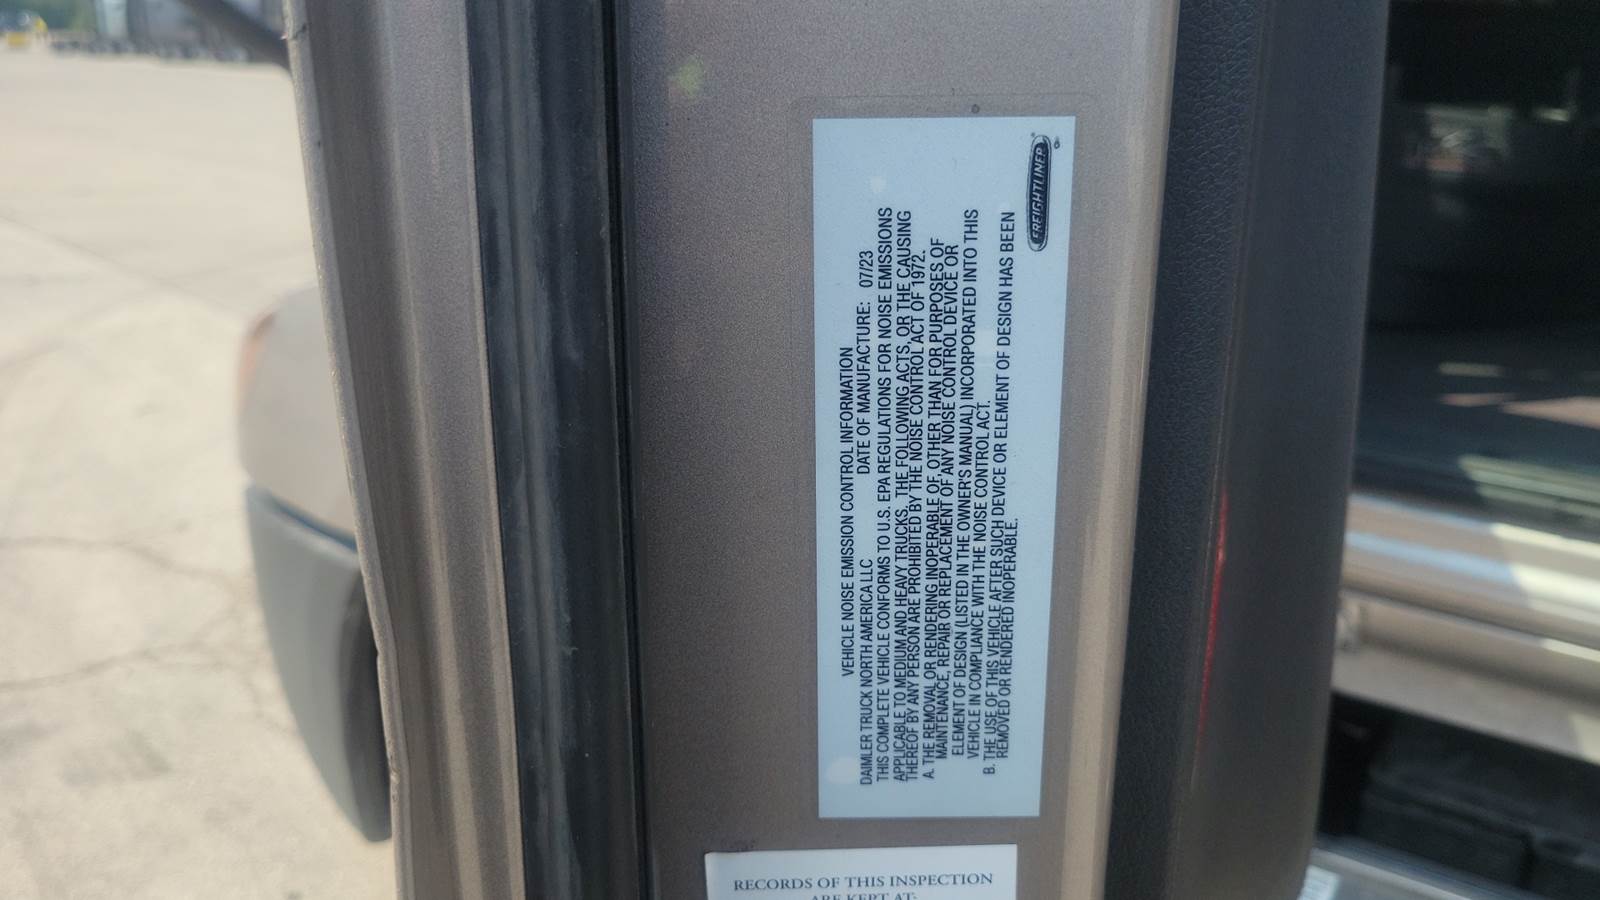 FREIGHTLINER
VEHICLE NOISE EMISSION CONTROL INFORMATION
DAIMLER TRUCK NORTH AMERICA LLC DATE OF MANUFACTURE: 07/23
THIS COMPLETE VEHICLE CONFORMS TO U.S. EPA REGULATIONS FOR NOISE EMISSIONS
APPLICABLE TO MEDIUM AND HEAVY TRUCKS. THE FOLLOWING ACTS, OR THE CAUSING
THEREOF BY ANY PERSON ARE PROHIBITED BY THE NOISE CONTROL ACT OF 1972.
A. THE REMOVAL OR RENDERING INOPERABLE OF, OTHER THAN FOR PURPOSES OF
MAINTENANCE, REPAIR OR REPLACEMENT OF ANY NOISE CONTROL DEVICE OR
ELEMENT OF DESIGN (LISTED IN THE OWNER'S MANUAL) INCORPORATED INTO THIS
VEHICLE IN COMPLIANCE WITH THE NOISE CONTROL ACT.
B. THE USE OF THIS VEHICLE AFTER SUCH DEVICE OR ELEMENT OF DESIGN HAS BEEN
REMOVED OR RENDERED INOPERABLE.
RECORDS OF THIS INSPECTION
ARE KEPT AT: